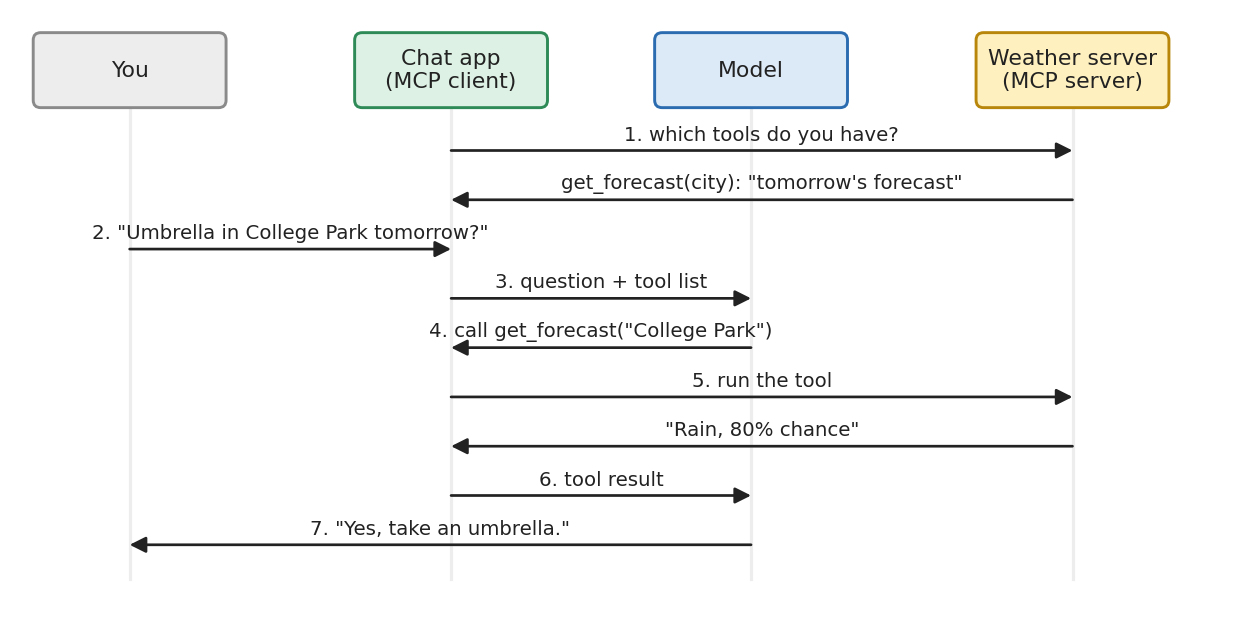 You
Chat app
(MCP client)
Model
Weather server
(MCP server)
1. which tools do you have?
get_forecast(city): "tomorrow's forecast"
2. "Umbrella in College Park tomorrow?"
3. question + tool list
4. call get_forecast("College Park")
5. run the tool
"Rain, 80% chance"
6. tool result
7. "Yes, take an umbrella."